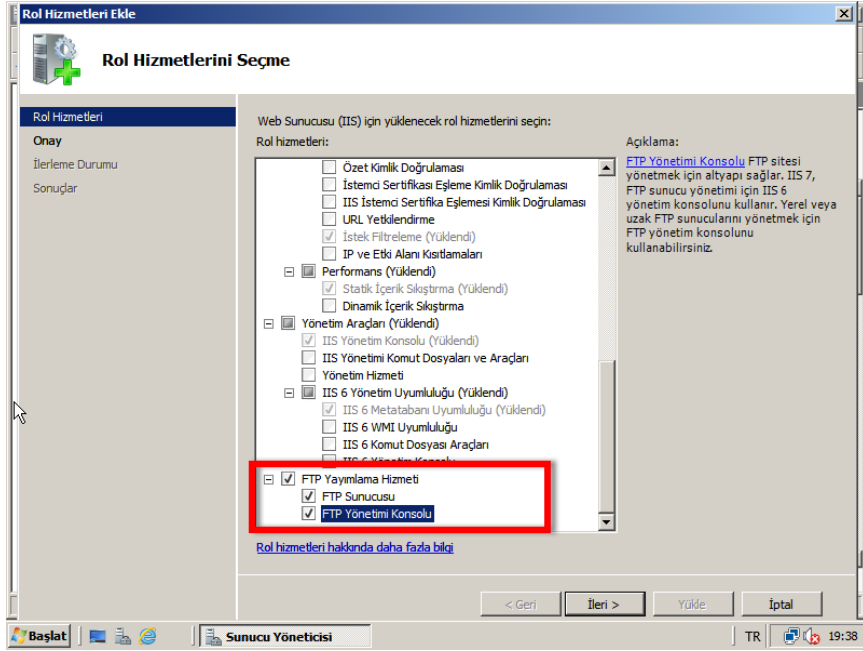 Rol Hizmetleri Ekle
Rol Hizmetlerini Seçme
Rol Hizmetleri
Onay
İlerleme Durumu
Sonuçlar
Web Sunucusu (IIS) için yüklenecek rol hizmetlerini seçin:
Rol hizmetleri:
Özet Kimlik Doğrulaması
İstemci Sertifikası Eşleme Kimlik Doğrulaması
IIS İstemci Sertifika Eşlemesi Kimlik Doğrulaması
URL Yetkilendirme
İstek Filtreleme (Yüklendi)
IP ve Etki Alanı Kısıtlamaları
Performans (Yüklendi)
Statik İçerik Sıkıştırma (Yüklendi)
Dinamik İçerik Sıkıştırma
Yönetim Araçları (Yüklendi)
IIS Yönetim Konsolu (Yüklendi)
IIS Yönetimi Komut Dosyaları ve Araçları
Yönetim Hizmeti
IIS 6 Yönetim Uyumluluğu (Yüklendi)
IIS 6 Metatabanı Uyumluluğu (Yüklendi)
IIS 6 WMI Uyumluluğu
IIS 6 Komut Dosyası Araçları
IIS 6 Yönetim Konsolu
FTP Yayımlama Hizmeti
FTP Sunucusu
FTP Yönetimi Konsolu
Rol hizmetleri hakkında daha fazla bilgi
Açıklama:
FTP Yönetimi Konsolu FTP sitesi
yönetmek için altyapı sağlar. IIS 7,
FTP sunucu yönetimi için IIS 6
yönetim konsolunu kullanır. Yerel veya
uzak FTP sunucularını yönetmek için
FTP yönetim konsolunu
kullanabilirsiniz.
< Geri
İleri >
Yükle
İptal
Başlat
Sunucu Yöneticisi
TR
19:38